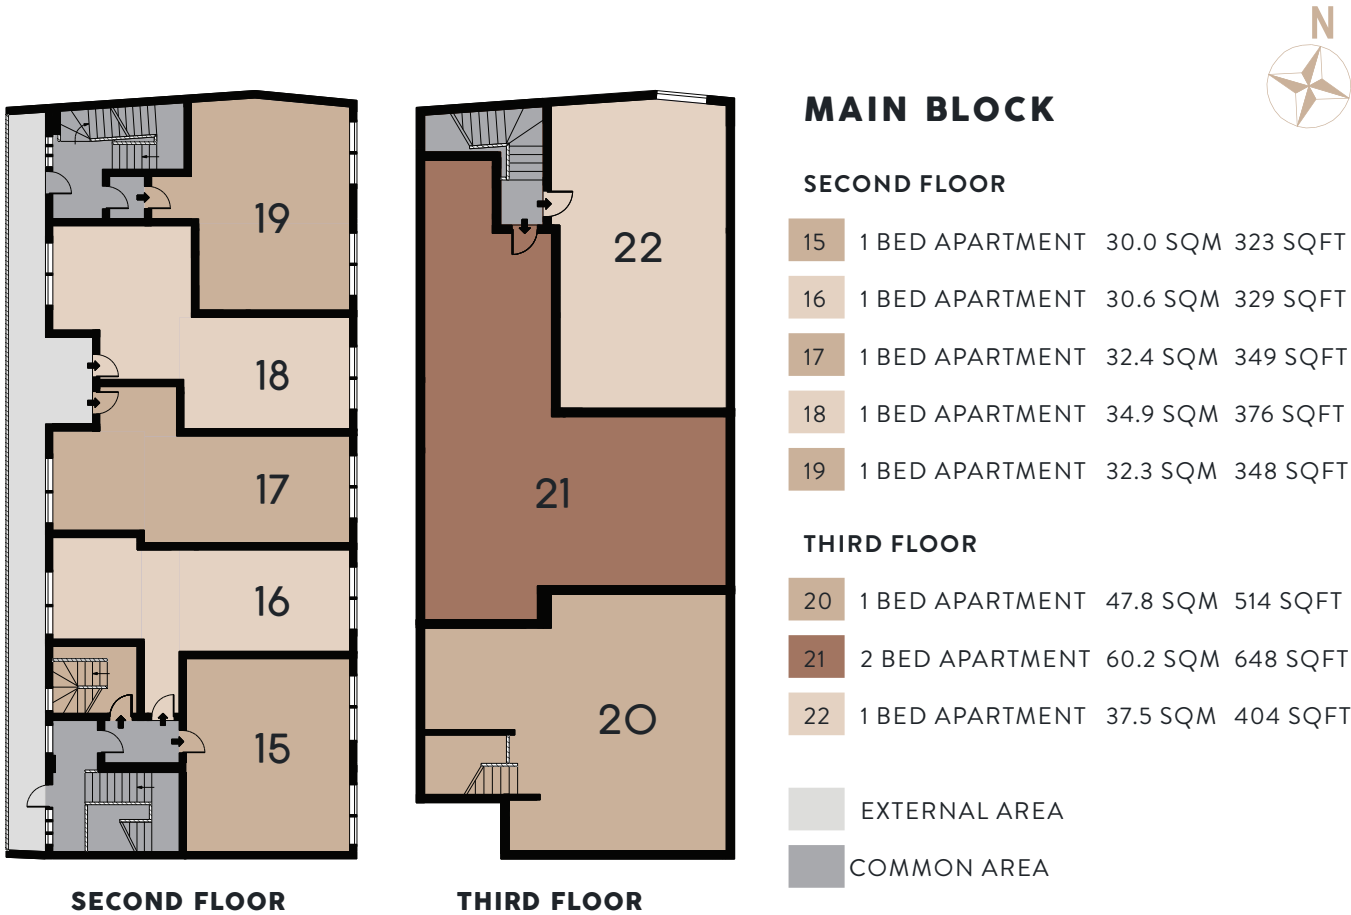 N
MAIN BLOCK
SECOND FLOOR
15 1 BED APARTMENT 30.0 SQM 323 SQFT
16 1 BED APARTMENT 30.6 SQM 329 SQFT
17 1 BED APARTMENT 32.4 SQM 349 SQFT
18 1 BED APARTMENT 34.9 SQM 376 SQFT
19 1 BED APARTMENT 32.3 SQM 348 SQFT
THIRD FLOOR
20 1 BED APARTMENT 47.8 SQM 514 SQFT
21 2 BED APARTMENT 60.2 SQM 648 SQFT
22 1 BED APARTMENT 37.5 SQM 404 SQFT
EXTERNAL AREA
COMMON AREA
19
18
17
16
15
SECOND FLOOR
22
21
20
THIRD FLOOR